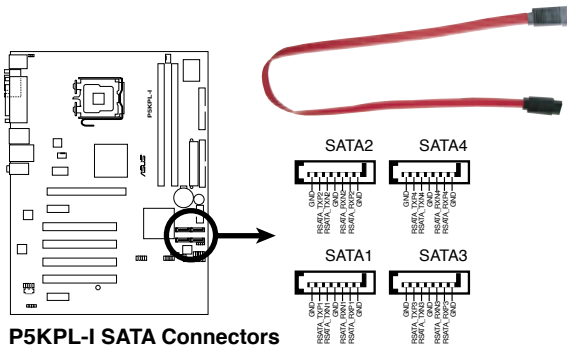 SATA2
SATA4
GND
RSATA_TXP2
RSATA_TXN2
GND
RSATA_RXN2
RSATA_RXP2
GND
GND
RSATA_TXP4
RSATA_TXN4
GND
RSATA_RXN4
RSATA_RXP4
GND
P5KPL-I
ASUS
SATA1
SATA3
GND
RSATA_TXP1
RSATA_TXN1
GND
RSATA_RXN1
RSATA_RXP1
GND
GND
RSATA_TXP3
RSATA_TXN3
GND
RSATA_RXN3
RSATA_RXP3
GND
P5KPL-I SATA Connectors